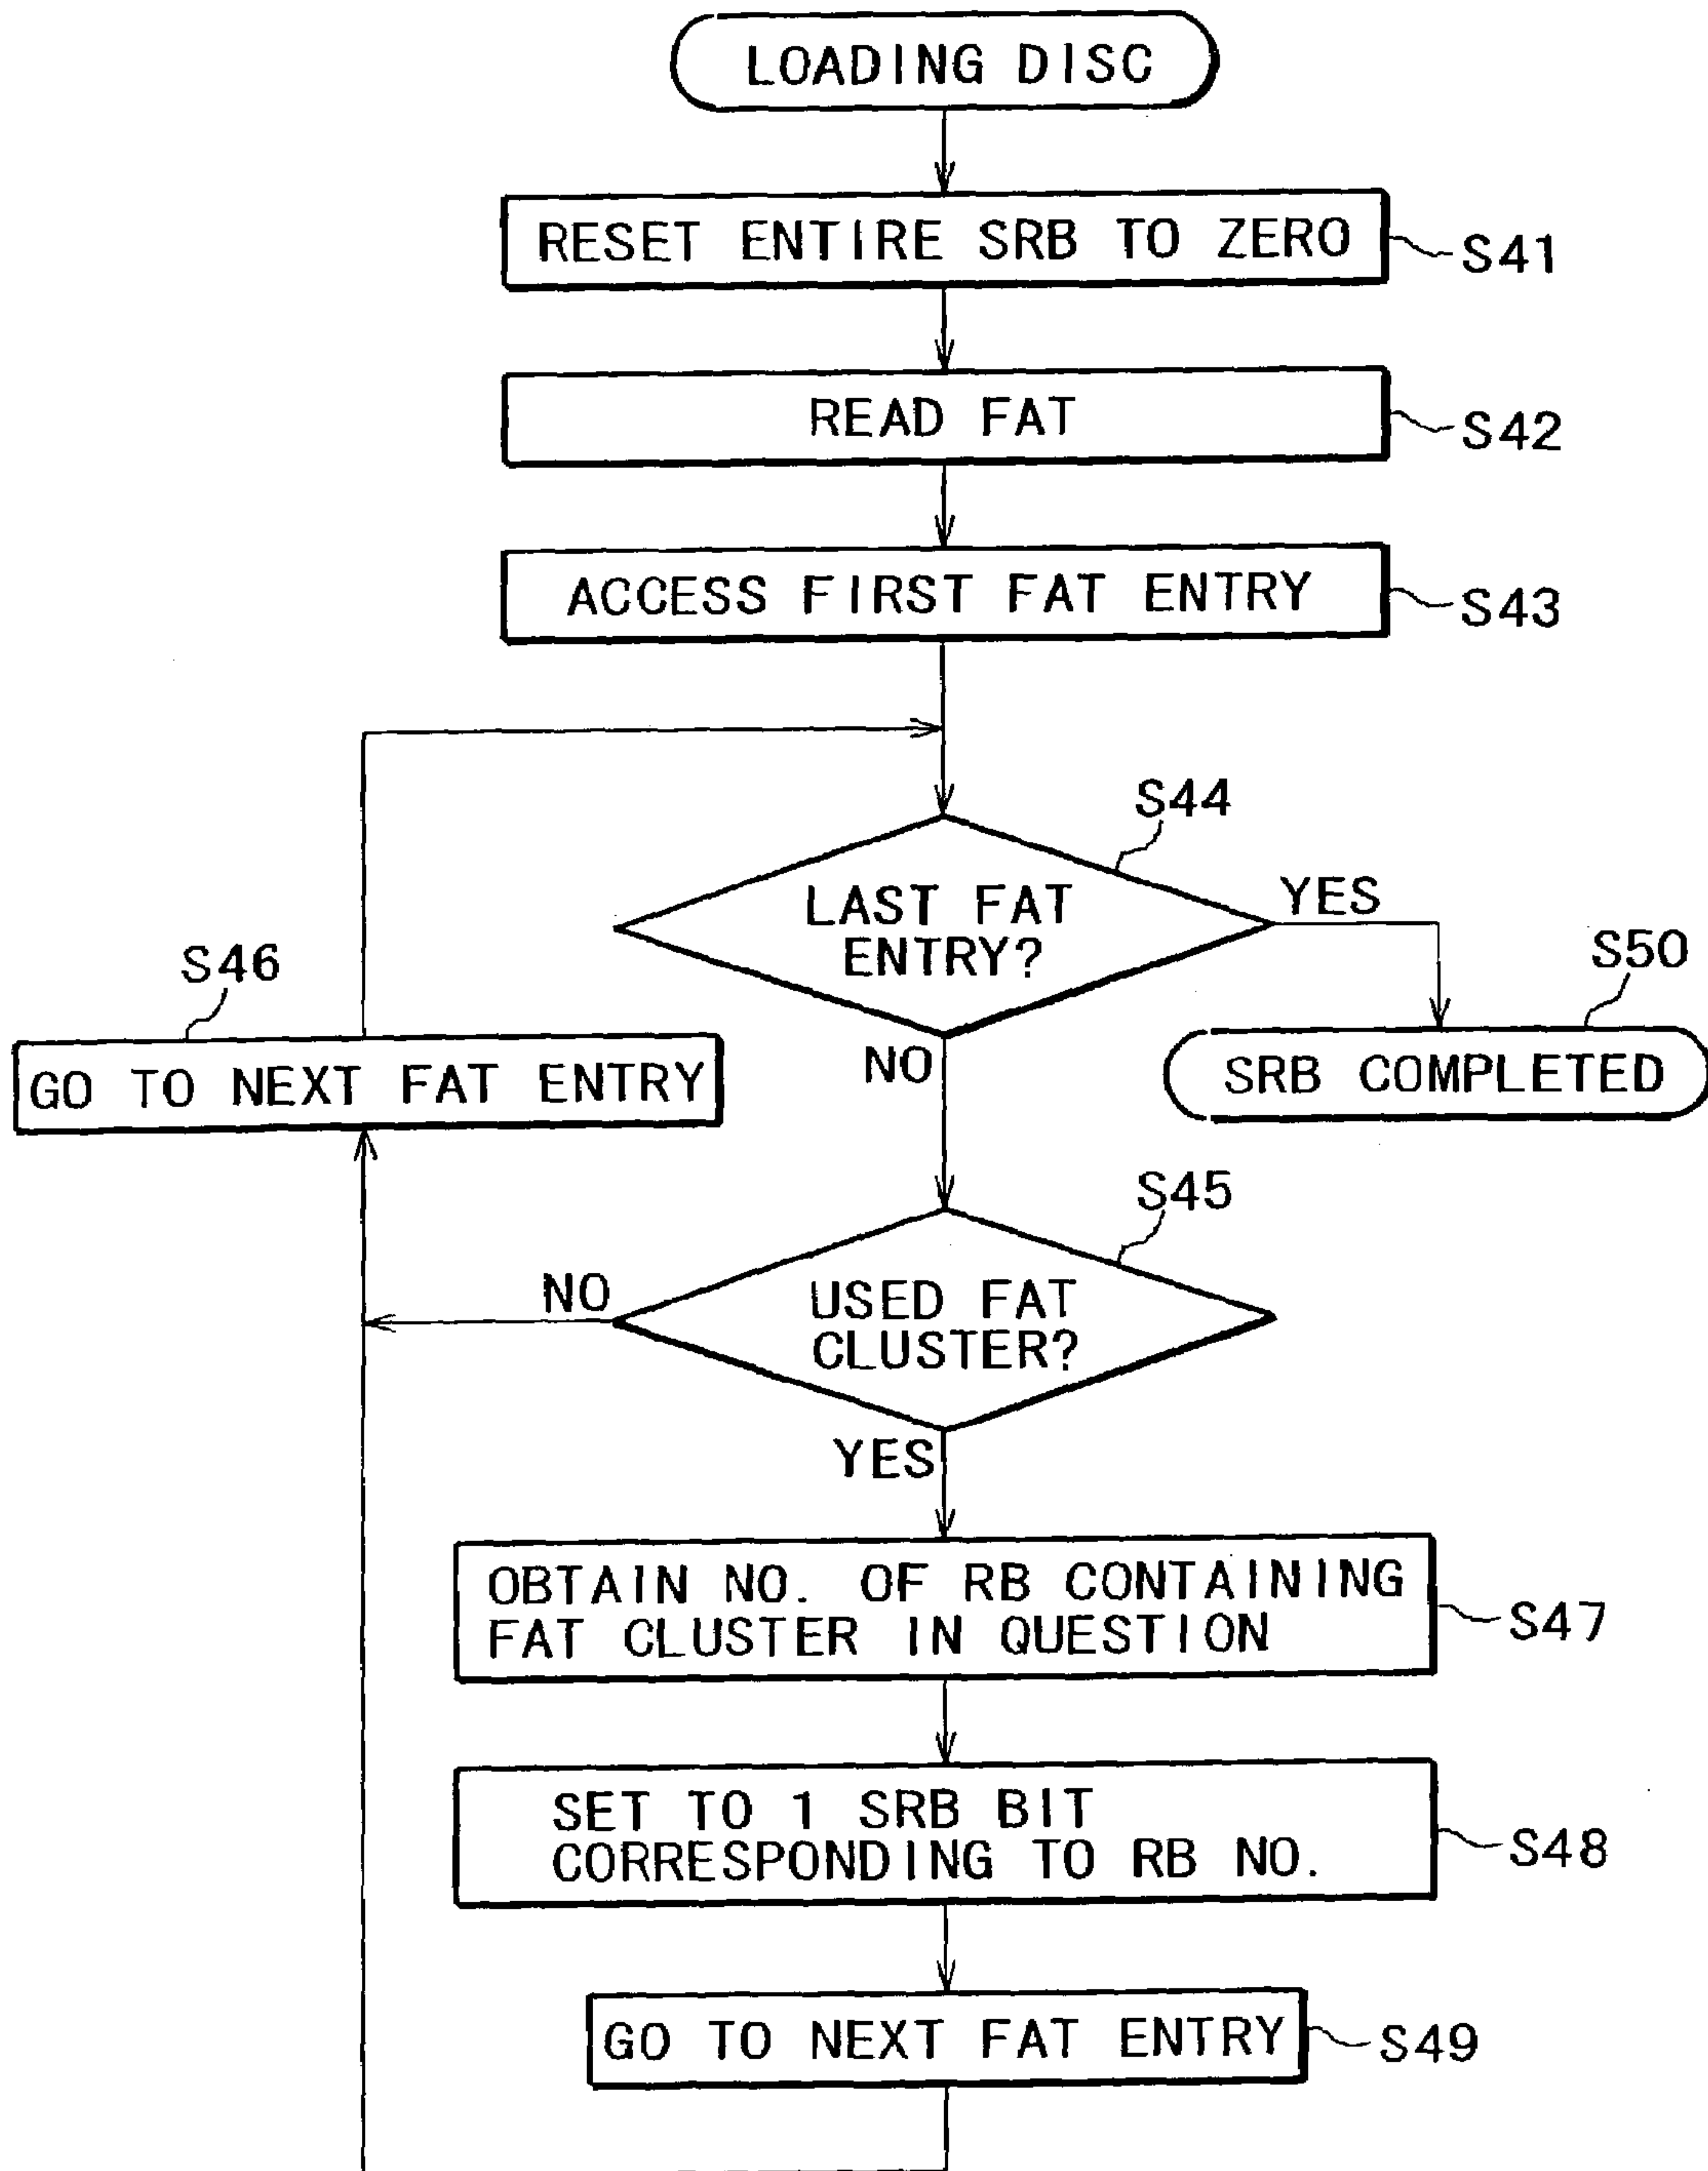 LOADING DISC
RESET ENTIRE SRB TO ZERO
S41
READ FAT
S42
ACCESS FIRST FAT ENTRY
S43
S44
LAST FAT
ENTRY?
YES
S46
S50
GO TO NEXT FAT ENTRY
NO
SRB COMPLETED
S45
NO
USED FAT
CLUSTER?
YES
OBTAIN NO. OF RB CONTAINING
FAT CLUSTER IN QUESTION
S47
SET TO 1 SRB BIT
CORRESPONDING TO RB NO.
S48
GO TO NEXT FAT ENTRY
S49